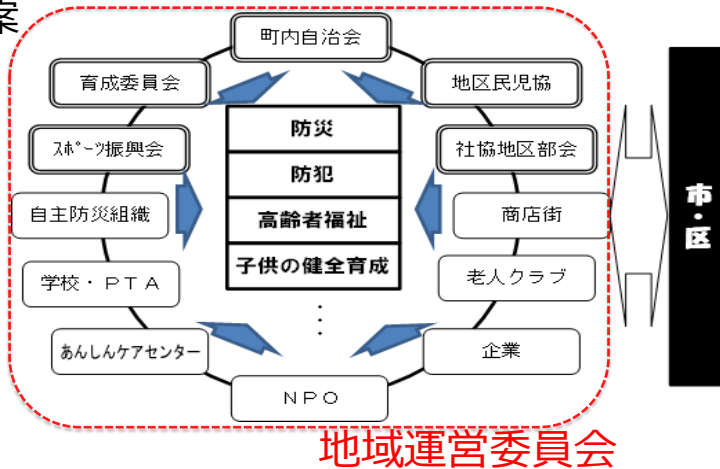 案
町内自治会
育成委員会
地区民児協
スポーツ振興会
社協地区部会
自主防災組織
商店街
学校・ＰＴＡ
老人クラブ
あんしんケアセンター
企業
ＮＰＯ
防災
防犯
高齢者福祉
子供の健全育成
⋮
市・区
地域運営委員会